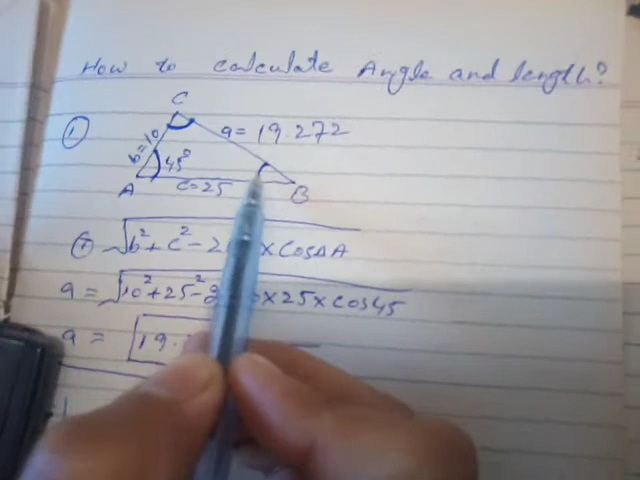 How to calculate Angle and length?
①
C
b=10
a= 19.272
45°
A
c=25
B
√b²+c²-2 × Cos∆A
a = √10²+25²-2 ×25×Cos45
a = 19.